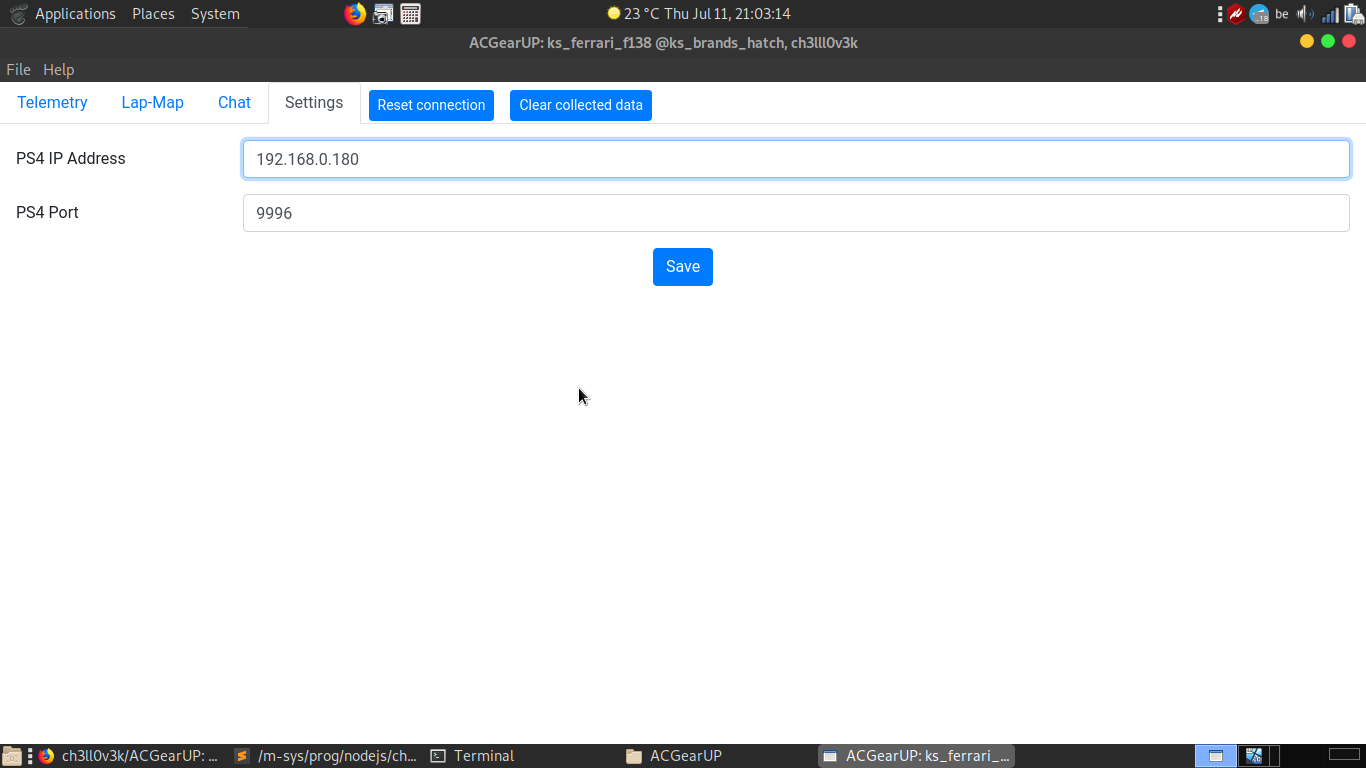 Applications Places System 23 °C Thu Jul 11, 21:03:14 18 be
ACGearUP: ks_ferrari_f138 @ks_brands_hatch, ch3lll0v3k
File Help
Telemetry Lap-Map Chat Settings Reset connection Clear collected data
PS4 IP Address 192.168.0.180
PS4 Port 9996
Save
ch3ll0v3k/ACGearUP: ... /m-sys/prog/nodejs/ch... Terminal ACGearUP ACGearUP: ks_ferrari_...